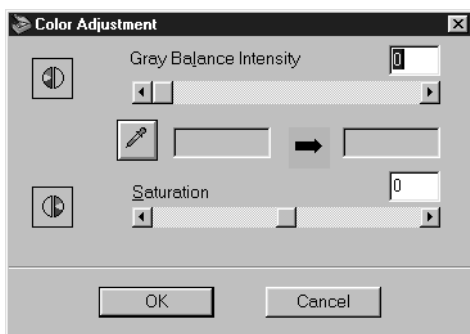 Color Adjustment
Gray Balance Intensity
0
Saturation
0
OK
Cancel